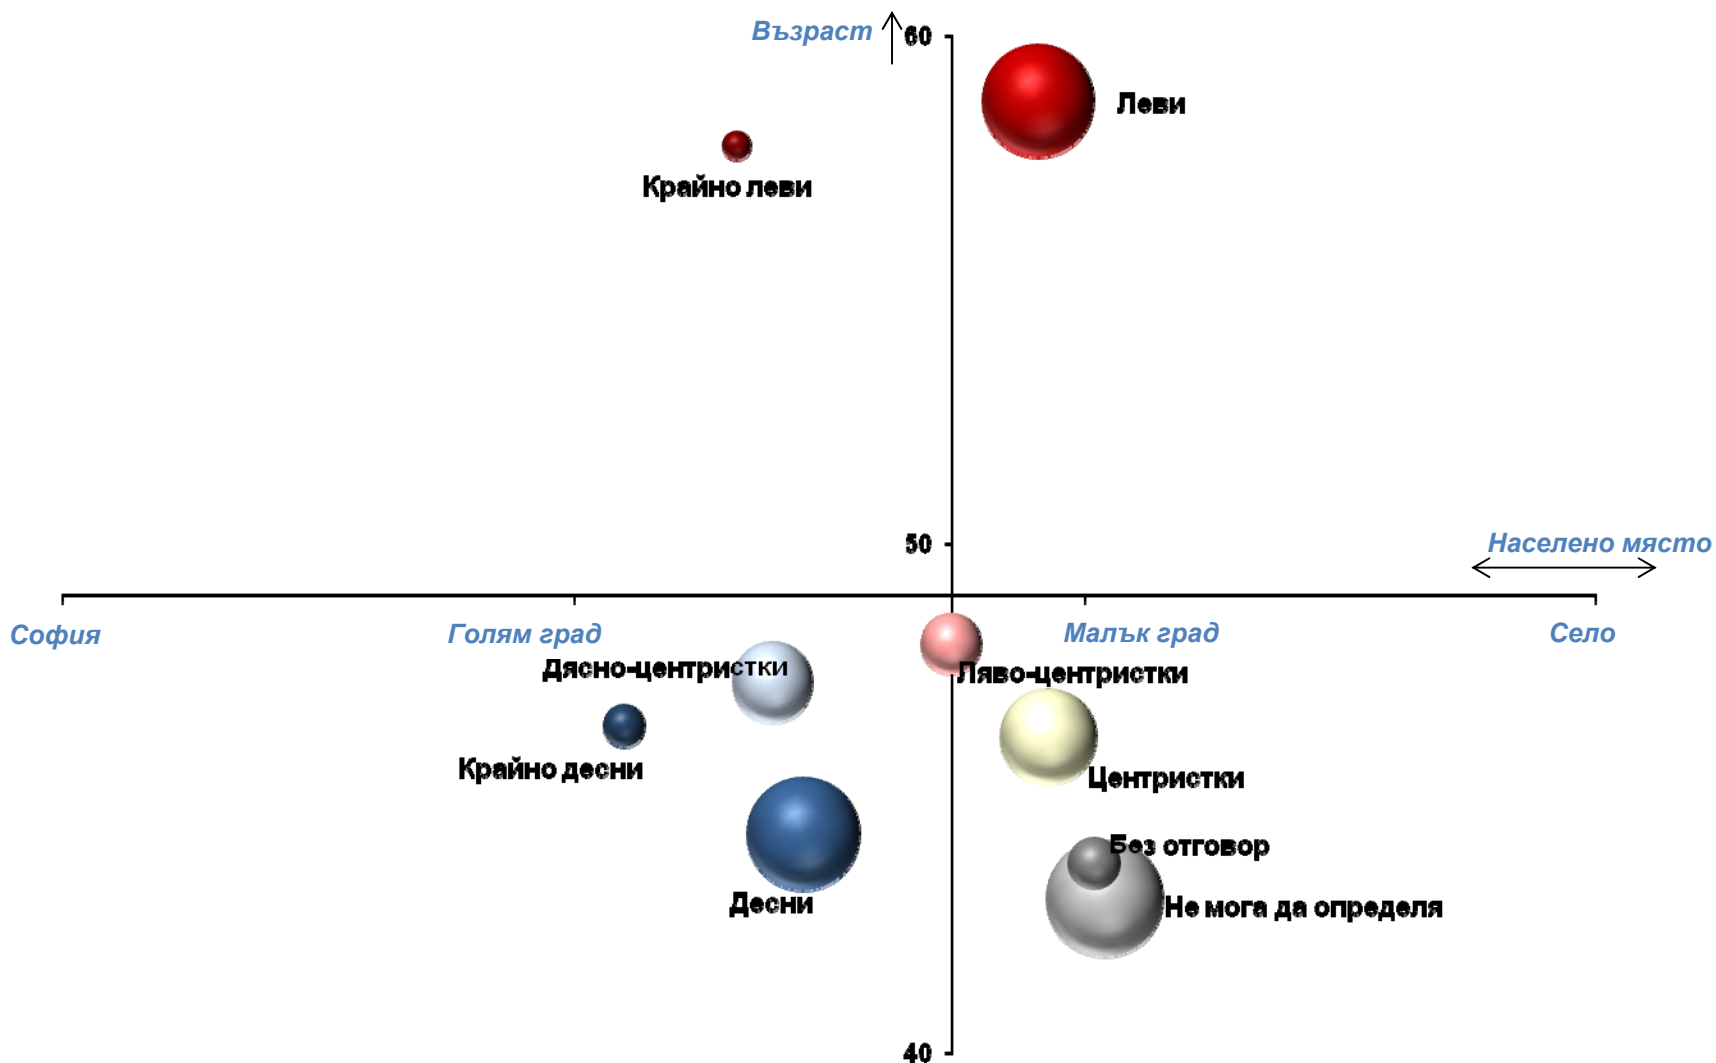 Възраст
60
Леви
Крайно леви
50
Населено място
София
Голям град
Малък град
Село
Дясно-центристки
Ляво-центристки
Крайно десни
Центристки
Без отговор
Десни
Не мога да определя
40